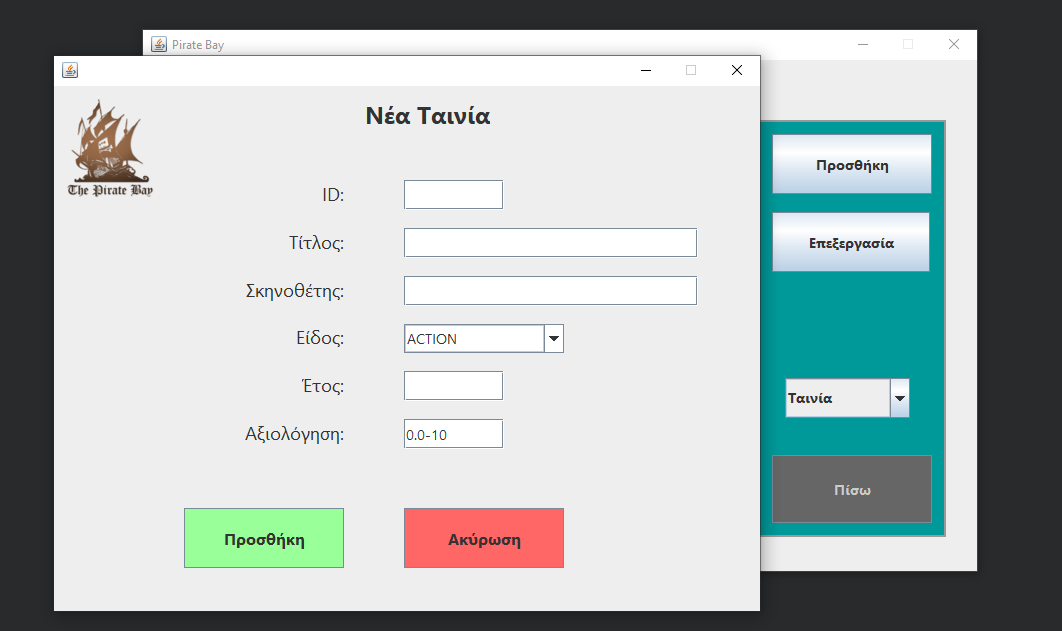 Pirate Bay
The Pirate Bay
Νέα Ταινία
ID:
Τίτλος:
Σκηνοθέτης:
Είδος: ACTION
Έτος:
Αξιολόγηση: 0.0-10
Προσθήκη Ακύρωση
Προσθήκη
Επεξεργασία
Ταινία
Πίσω